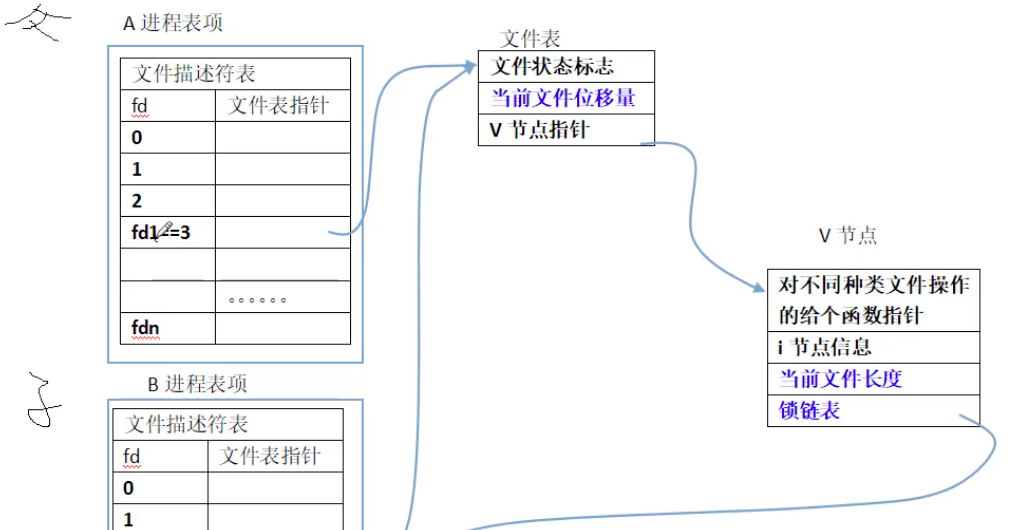 父
A 进程表项
文件描述符表
fd 文件表指针
0
1
2
fd1==3
。。。。。。
fdn
文件表
文件状态标志
当前文件位移量
V 节点指针
V 节点
对不同种类文件操作
的给个函数指针
i 节点信息
当前文件长度
锁链表
子
B 进程表项
文件描述符表
fd 文件表指针
0
1